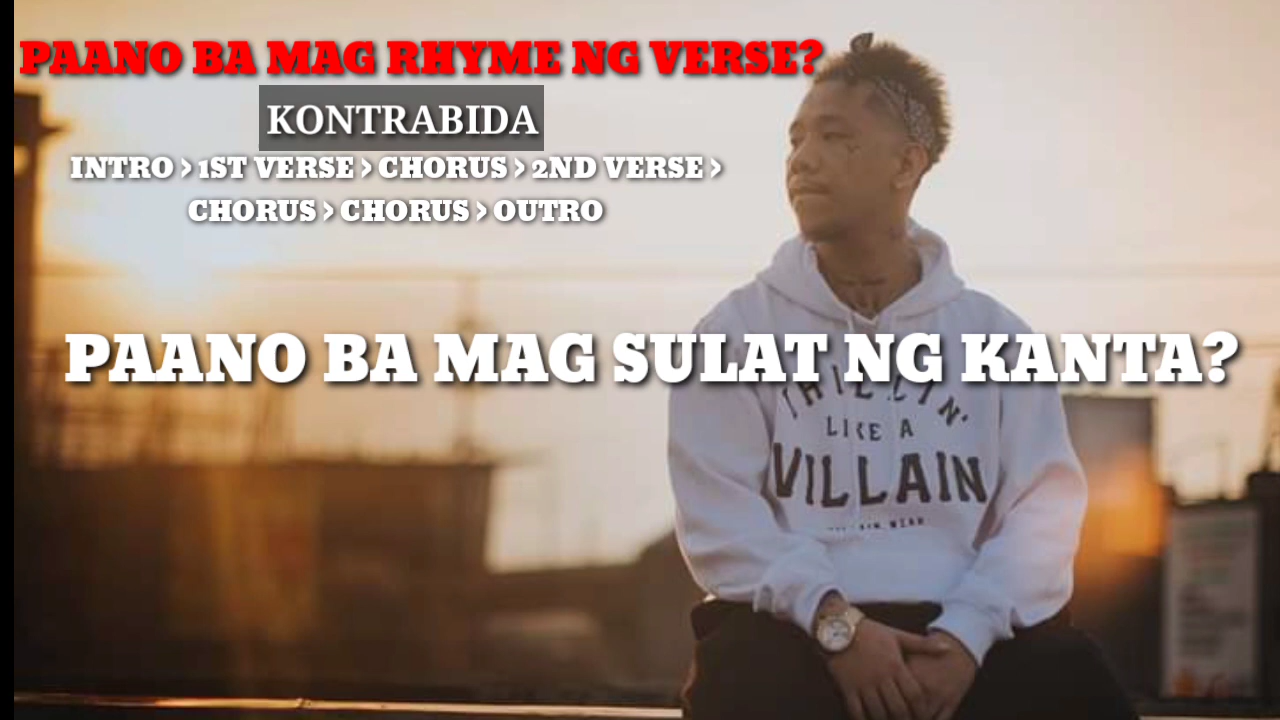 PAANO BA MAG RHYME NG VERSE?
KONTRABIDA
INTRO > 1ST VERSE > CHORUS > 2ND VERSE >
CHORUS > CHORUS > OUTRO
PAANO BA MAG SULAT NG KANTA?
LIKE A
VILLAIN